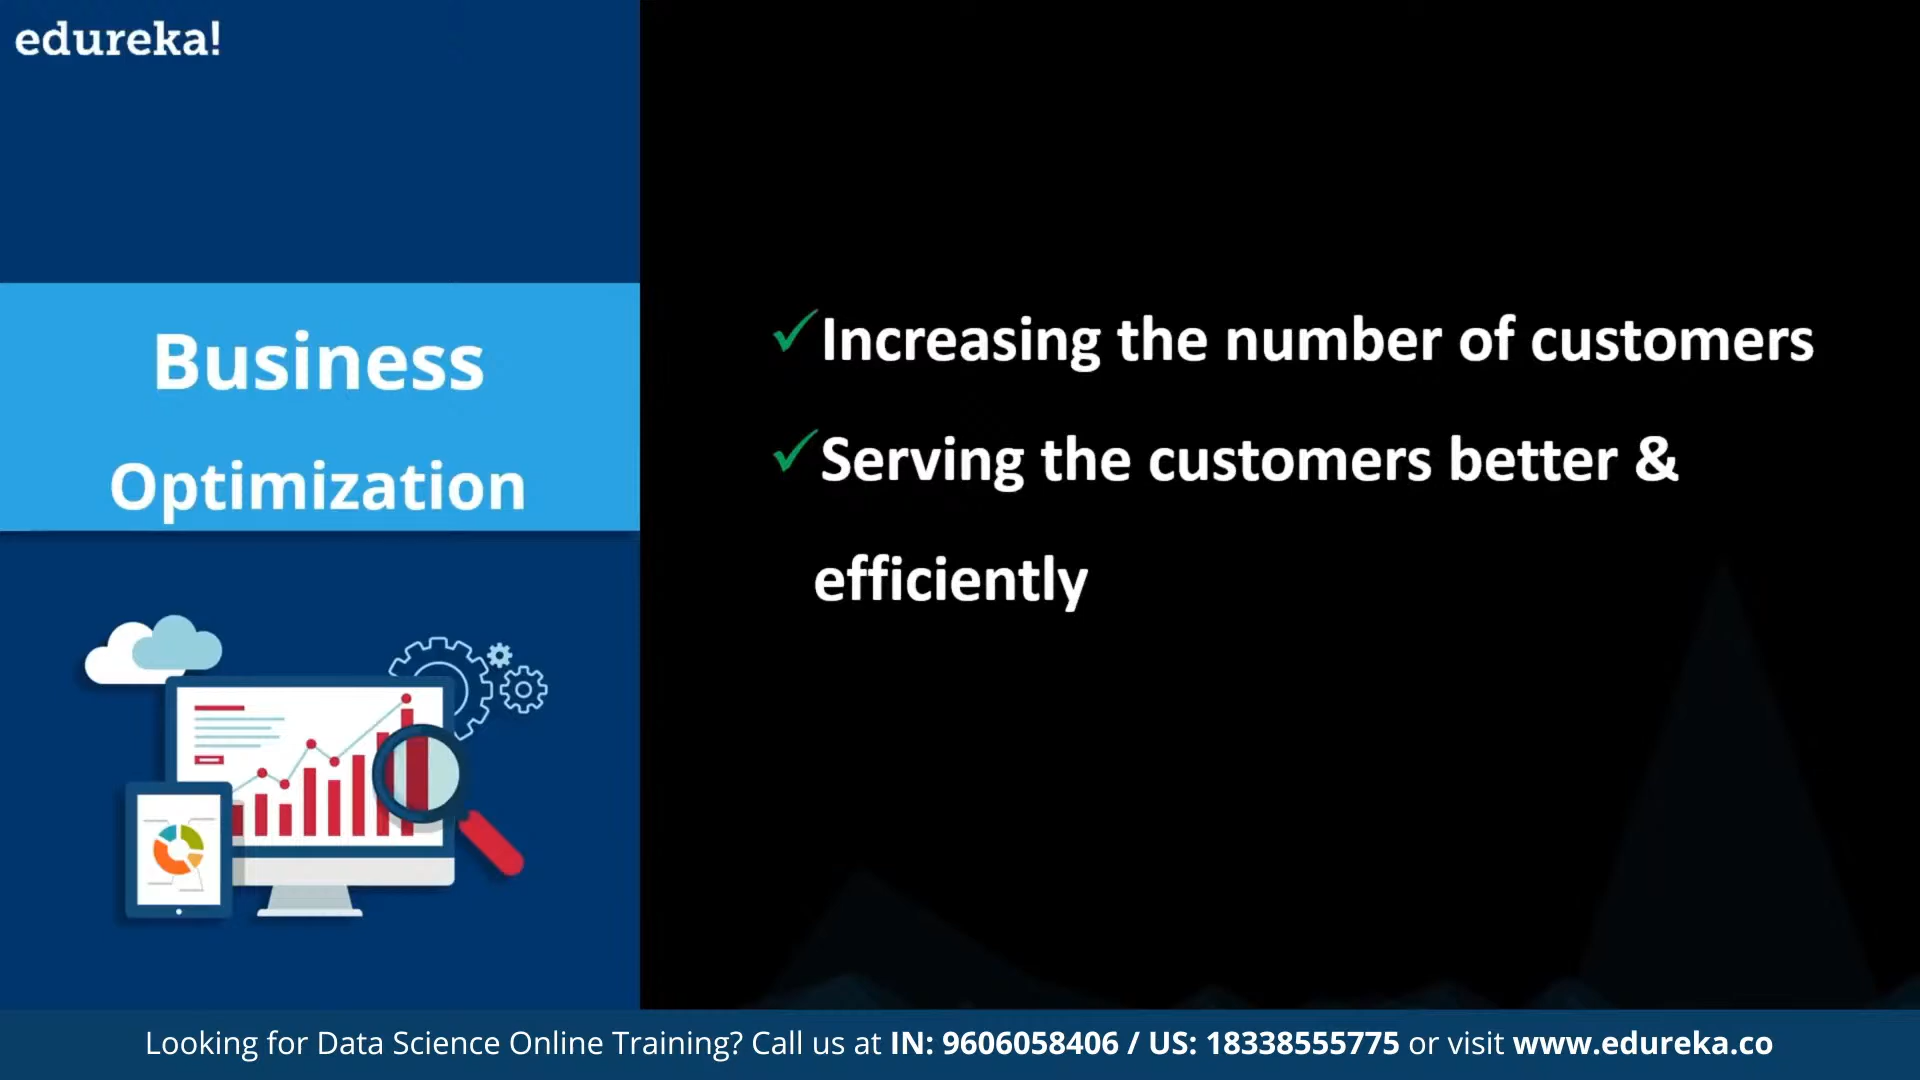 edureka!
Business
Optimization
✓Increasing the number of customers
✓Serving the customers better &
efficiently
Looking for Data Science Online Training? Call us at IN: 9606058406 / US: 18338555775 or visit www.edureka.co